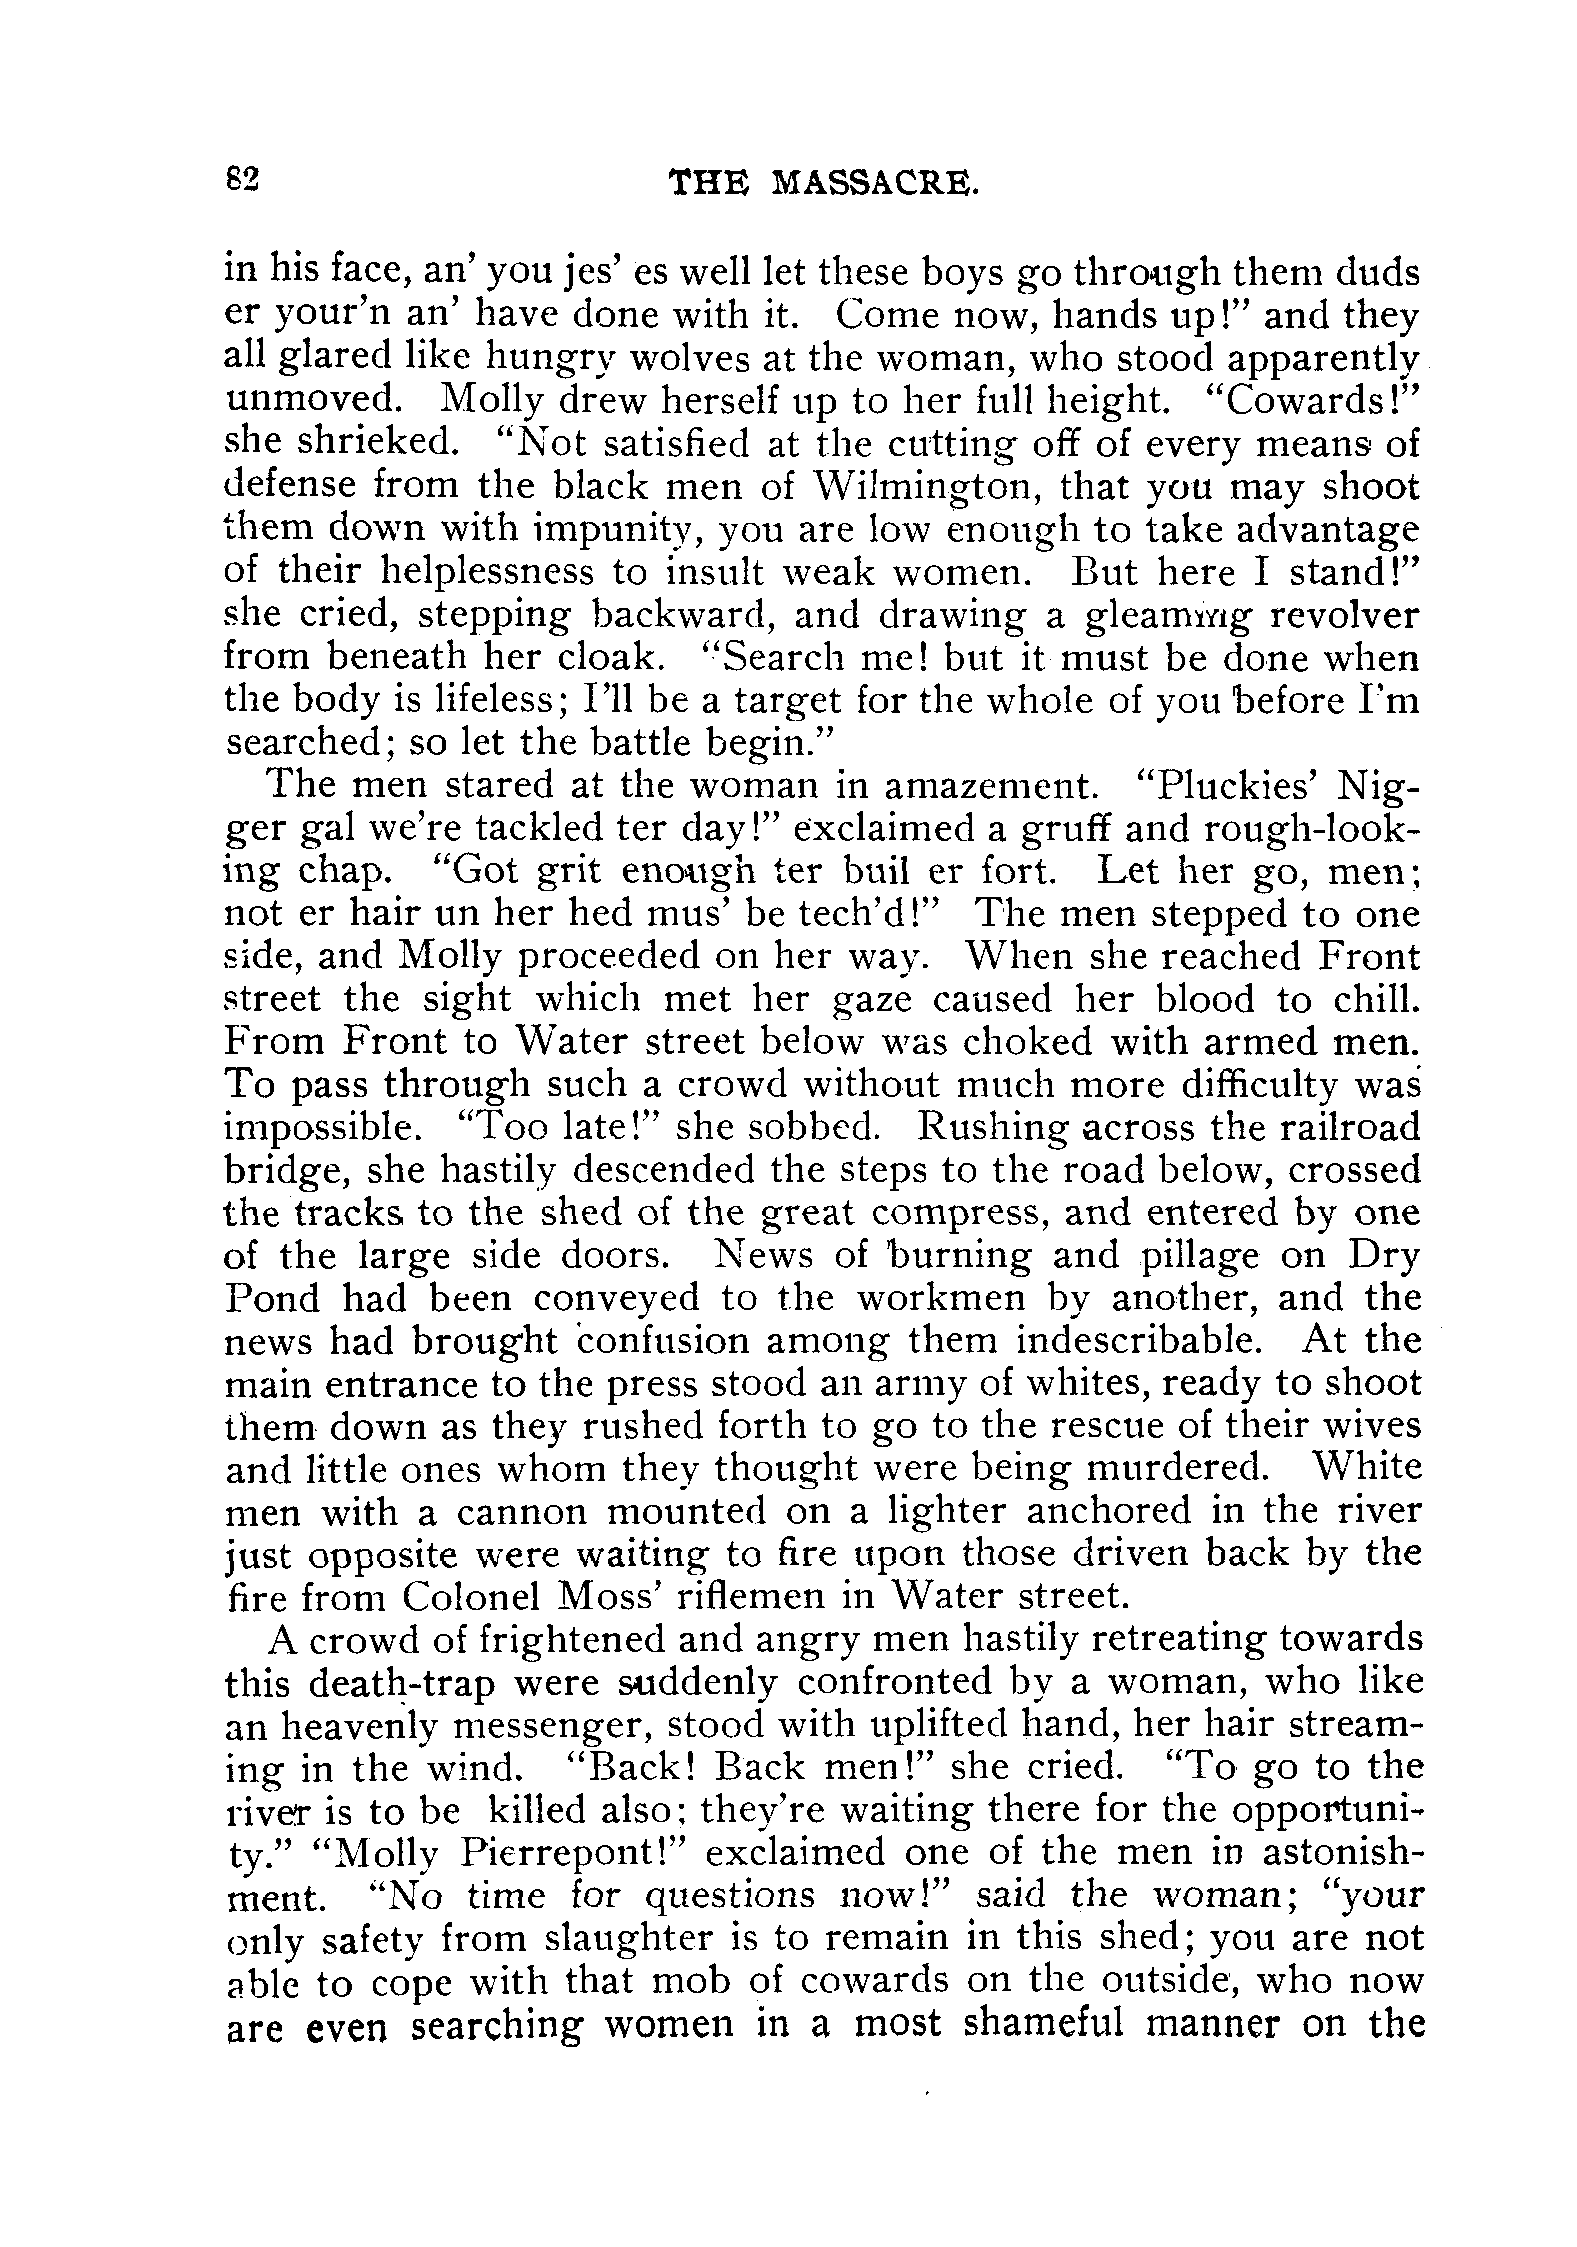 82 THE MASSACRE.
in his face, an' you jes' es well let these boys go through them duds
er your'n an' have done with it. Come now, hands up!" and they
all glared like hungry wolves at the woman, who stood apparently
unmoved. Molly drew herself up to her full height. "Cowards!"
she shrieked. "Not satisfied at the cutting off of every means of
defense from the black men of Wilmington, that you may shoot
them down with impunity, you are low enough to take advantage
of their helplessness to insult weak women. But here I stand!"
she cried, stepping backward, and drawing a gleaming revolver
from beneath her cloak. "Search me! but it must be done when
the body is lifeless; I'll be a target for the whole of you before I'm
searched; so let the battle begin."
The men stared at the woman in amazement. "Pluckies' Nig-
ger gal we're tackled ter day!" exclaimed a gruff and rough-look-
ing chap. "Got grit enough ter buil er fort. Let her go, men;
not er hair un her hed mus' be tech'd!" The men stepped to one
side, and Molly proceeded on her way. When she reached Front
street the sight which met her gaze caused her blood to chill.
From Front to Water street below was choked with armed men.
To pass through such a crowd without much more difficulty was
impossible. "Too late!" she sobbed. Rushing across the railroad
bridge, she hastily descended the steps to the road below, crossed
the tracks to the shed of the great compress, and entered by one
of the large side doors. News of burning and pillage on Dry
Pond had been conveyed to the workmen by another, and the
news had brought confusion among them indescribable. At the
main entrance to the press stood an army of whites, ready to shoot
them down as they rushed forth to go to the rescue of their wives
and little ones whom they thought were being murdered. White
men with a cannon mounted on a lighter anchored in the river
just opposite were waiting to fire upon those driven back by the
fire from Colonel Moss' riflemen in Water street.
A crowd of frightened and angry men hastily retreating towards
this death-trap were suddenly confronted by a woman, who like
an heavenly messenger, stood with uplifted hand, her hair stream-
ing in the wind. "Back! Back men!" she cried. "To go to the
river is to be killed also; they're waiting there for the opportuni-
ty." "Molly Pierrepont!" exclaimed one of the men in astonish-
ment. "No time for questions now!" said the woman; "your
only safety from slaughter is to remain in this shed; you are not
able to cope with that mob of cowards on the outside, who now
are even searching women in a most shameful manner on the